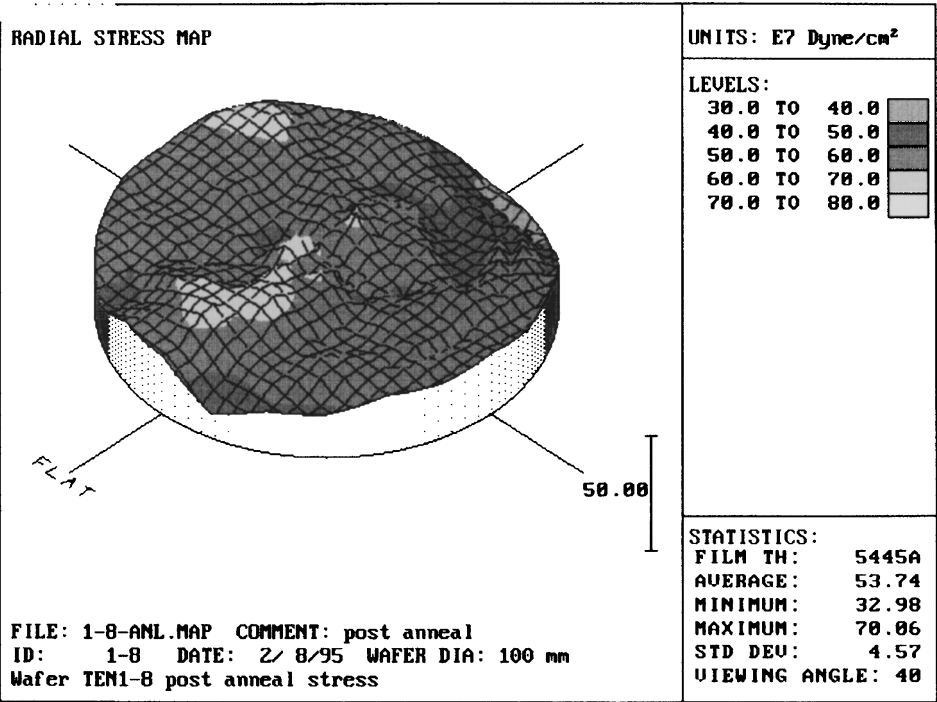 RADIAL STRESS MAP
UNITS: E7 Dyne/cm²
LEVELS:
30.0 TO 40.0
40.0 TO 50.0
50.0 TO 60.0
60.0 TO 70.0
70.0 TO 80.0
FLAT
50.00
STATISTICS:
FILM TH: 5445A
AVERAGE: 53.74
MINIMUM: 32.98
MAXIMUM: 70.06
STD DEV: 4.57
VIEWING ANGLE: 40
FILE: 1-8-ANL.MAP COMMENT: post anneal
ID: 1-8 DATE: 2/ 8/95 WAFER DIA: 100 mm
Wafer TEN1-8 post anneal stress